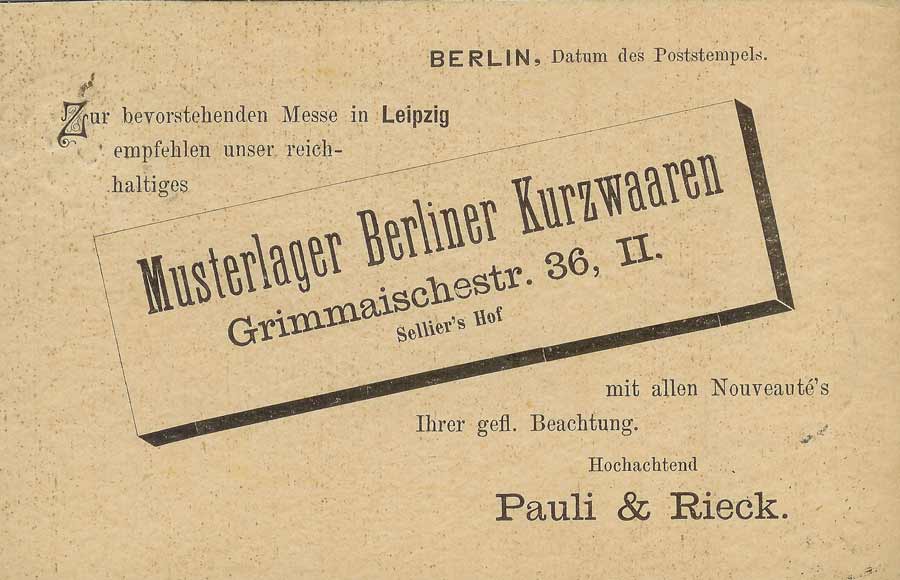 BERLIN, Datum des Poststempels.
Zur bevorstehenden Messe in Leipzig
empfehlen unser reich-
haltiges
Musterlager Berliner Kurzwaaren
Grimmaischestr. 36, II.
Sellier's Hof
mit allen Nouveauté's
Ihrer gefl. Beachtung.
Hochachtend
Pauli & Rieck.